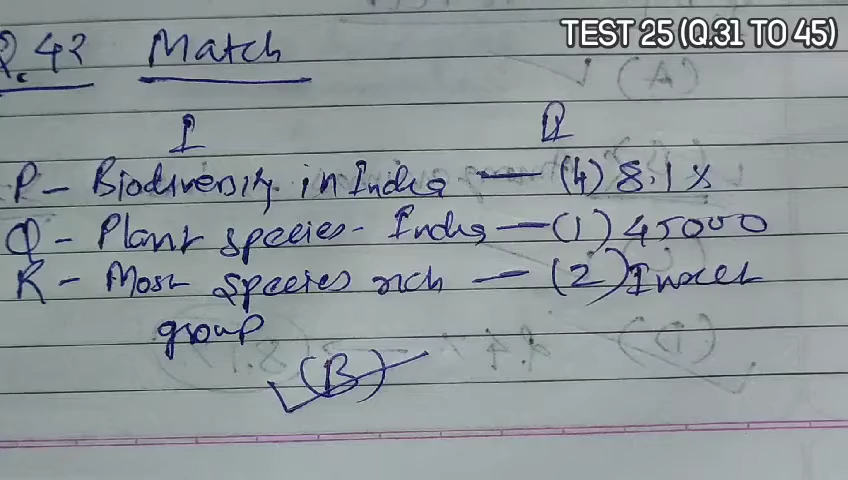 TEST 25 (Q.31 TO 45)
Q. 42 Match
I II
P - Biodiversity in India — (4) 8.1 %
Q - Plant species - India — (1) 45000
R - Most species rich — (2) Insect
group
(B)